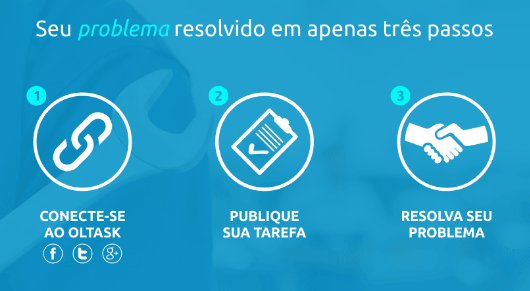 Seu problema resolvido em apenas três passos
1
2
3
CONECTE-SE
AO OLTASK
PUBLIQUE
SUA TAREFA
RESOLVA SEU
PROBLEMA
f t g+